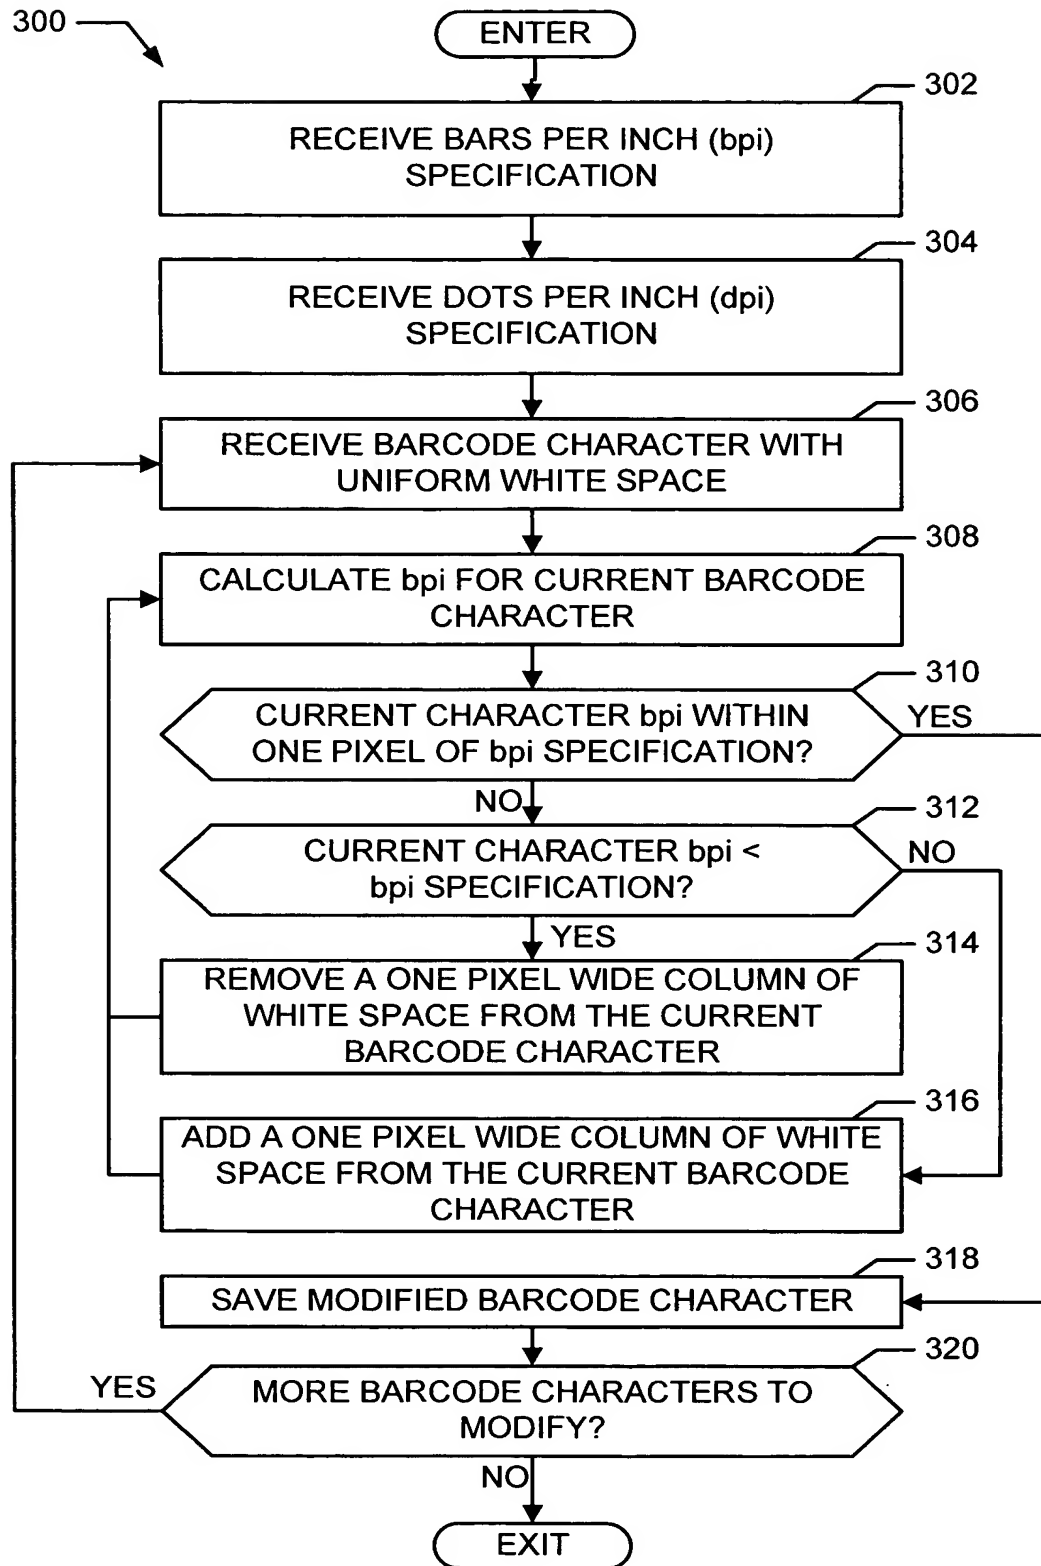 300
ENTER
302
RECEIVE BARS PER INCH (bpi)
SPECIFICATION
304
RECEIVE DOTS PER INCH (dpi)
SPECIFICATION
306
RECEIVE BARCODE CHARACTER WITH
UNIFORM WHITE SPACE
308
CALCULATE bpi FOR CURRENT BARCODE
CHARACTER
310
CURRENT CHARACTER bpi WITHIN
ONE PIXEL OF bpi SPECIFICATION?
YES
NO
312
CURRENT CHARACTER bpi <
bpi SPECIFICATION?
NO
YES
314
REMOVE A ONE PIXEL WIDE COLUMN OF
WHITE SPACE FROM THE CURRENT
BARCODE CHARACTER
316
ADD A ONE PIXEL WIDE COLUMN OF WHITE
SPACE FROM THE CURRENT BARCODE
CHARACTER
318
SAVE MODIFIED BARCODE CHARACTER
320
YES
MORE BARCODE CHARACTERS TO
MODIFY?
NO
EXIT